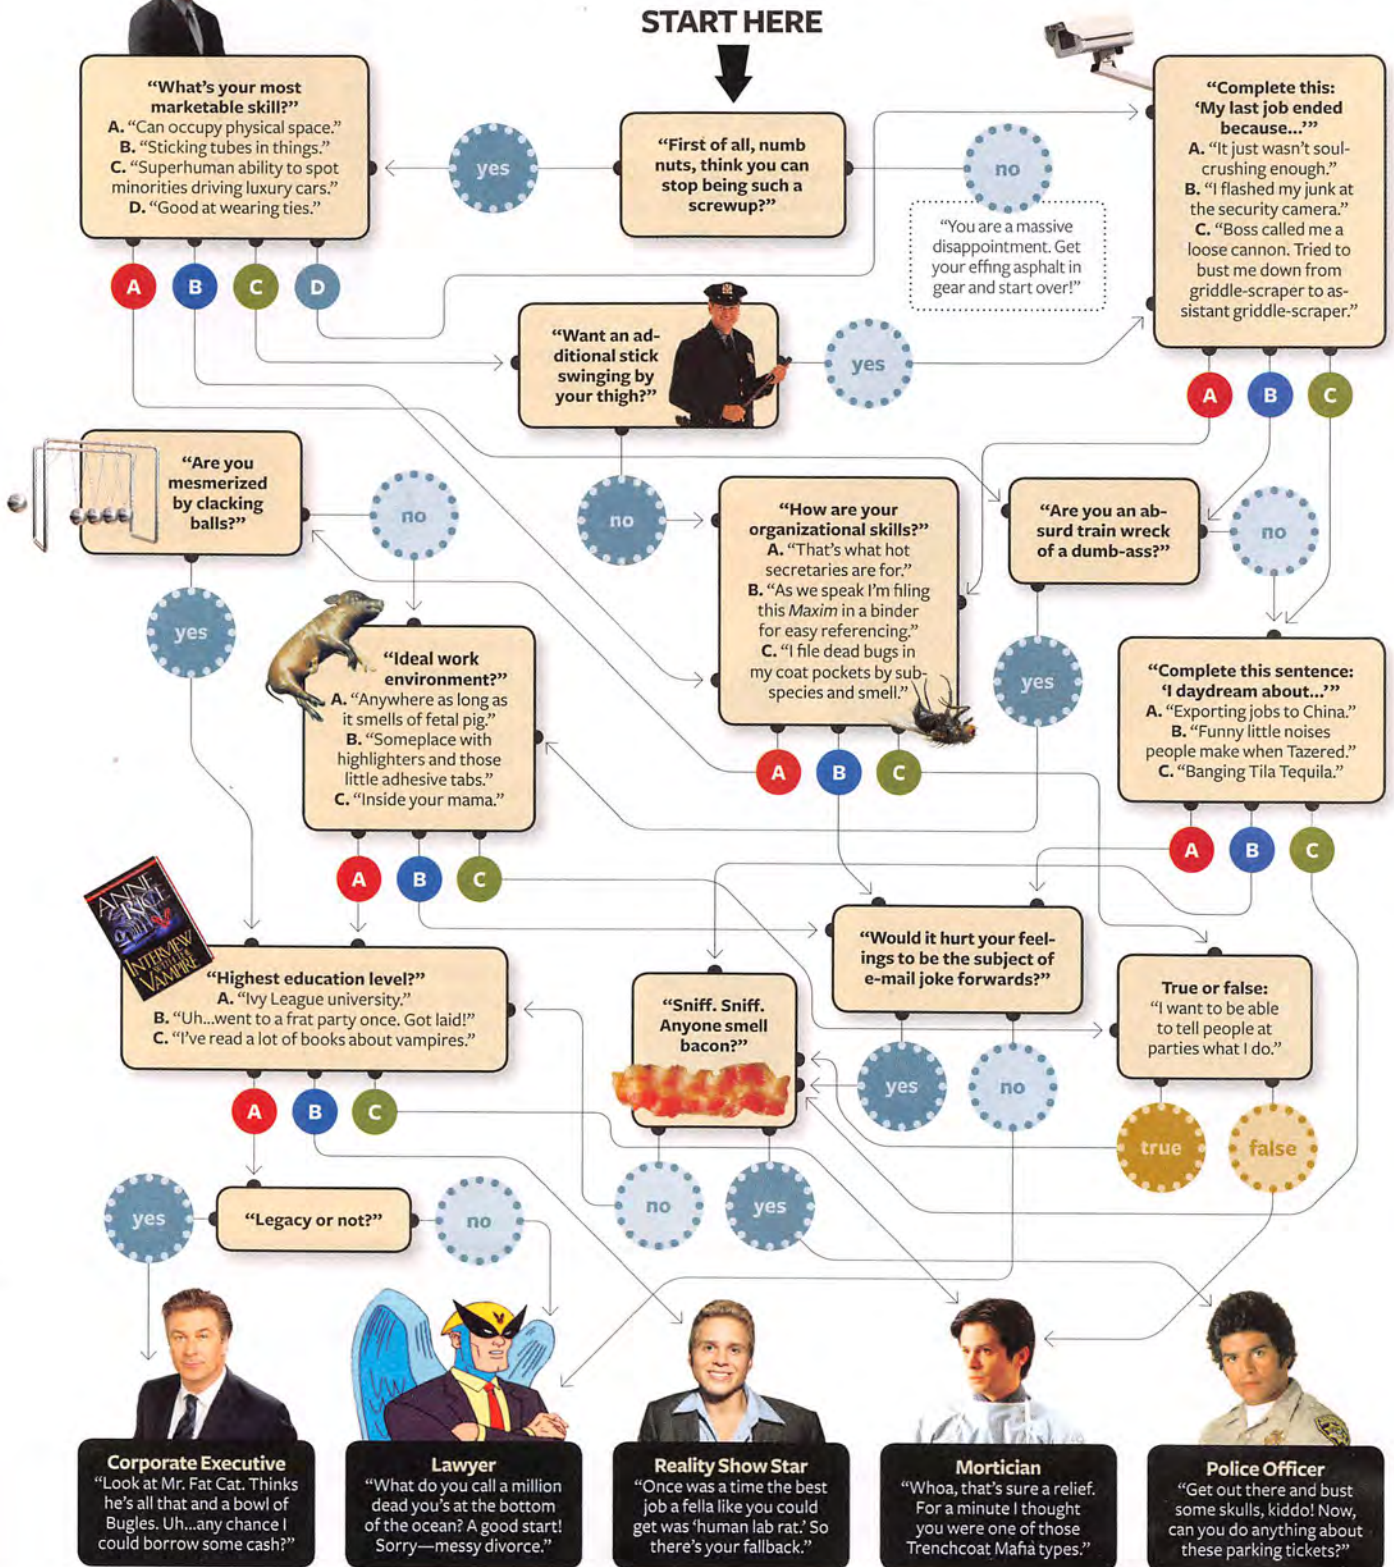 START HERE
"What's your most
marketable skill?"
A. "Can occupy physical space."
B. "Sticking tubes in things."
C. "Superhuman ability to spot
minorities driving luxury cars."
D. "Good at wearing ties."
A
B
C
D
yes
"First of all, numb
nuts, think you can
stop being such a
screwup?"
no
"You are a massive
disappointment. Get
your effing asphalt in
gear and start over!"
"Complete this:
'My last job ended
because...'"
A. "It just wasn't soul-
crushing enough."
B. "I flashed my junk at
the security camera."
C. "Boss called me a
loose cannon. Tried to
bust me down from
griddle-scraper to as-
sistant griddle-scraper."
A
B
C
"Want an ad-
ditional stick
swinging by
your thigh?"
yes
no
"Are you
mesmerized
by clacking
balls?"
no
yes
"How are your
organizational skills?"
A. "That's what hot
secretaries are for."
B. "As we speak I'm filing
this Maxim in a binder
for easy referencing."
C. "I file dead bugs in
my coat pockets by sub-
species and smell."
A
B
C
"Are you an ab-
surd train wreck
of a dumb-ass?"
no
yes
"Ideal work
environment?"
A. "Anywhere as long as
it smells of fetal pig."
B. "Someplace with
highlighters and those
little adhesive tabs."
C. "Inside your mama."
A
B
C
"Complete this sentence:
'I daydream about...'"
A. "Exporting jobs to China."
B. "Funny little noises
people make when Tazered."
C. "Banging Tila Tequila."
A
B
C
ANNE
RICE
INTERVIEW
WITH THE
VAMPIRE
"Highest education level?"
A. "Ivy League university."
B. "Uh...went to a frat party once. Got laid!"
C. "I've read a lot of books about vampires."
A
B
C
"Sniff. Sniff.
Anyone smell
bacon?"
no
yes
"Would it hurt your feel-
ings to be the subject of
e-mail joke forwards?"
yes
no
True or false:
"I want to be able
to tell people at
parties what I do."
true
false
yes
"Legacy or not?"
no
Corporate Executive
"Look at Mr. Fat Cat. Thinks
he's all that and a bowl of
Bugles. Uh...any chance I
could borrow some cash?"
Lawyer
"What do you call a million
dead you's at the bottom
of the ocean? A good start!
Sorry—messy divorce."
Reality Show Star
"Once was a time the best
job a fella like you could
get was 'human lab rat.' So
there's your fallback."
Mortician
"Whoa, that's sure a relief.
For a minute I thought
you were one of those
Trenchcoat Mafia types."
Police Officer
"Get out there and bust
some skulls, kiddo! Now,
can you do anything about
these parking tickets?"